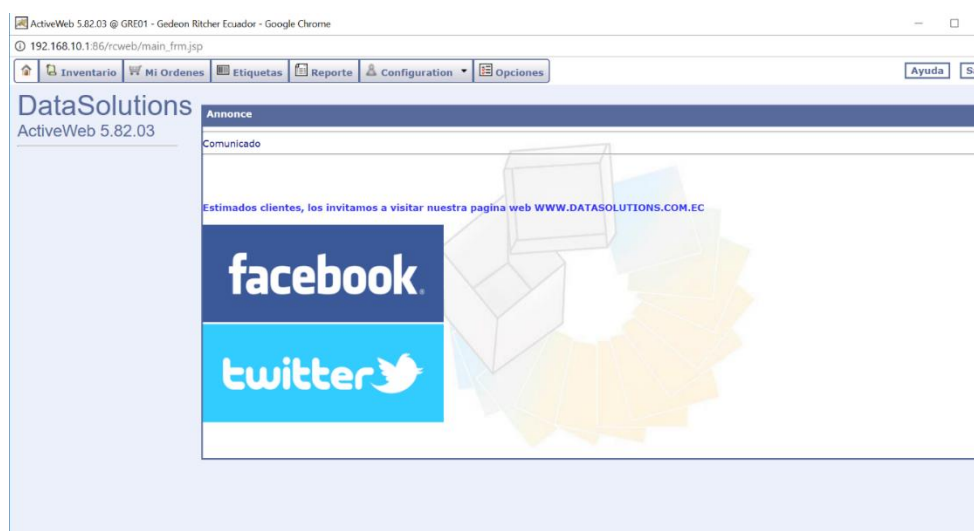 ActiveWeb 5.82.03 @ GRE01 - Gedeon Ritcher Ecuador - Google Chrome
192.168.10.1:86/rcweb/main_frm.jsp
Inventario Mi Ordenes Etiquetas Reporte Configuration Opciones Ayuda
DataSolutions
ActiveWeb 5.82.03
Annonce
Comunicado
Estimados clientes, los invitamos a visitar nuestra pagina web WWW.DATASOLUTIONS.COM.EC
facebook®
twitter